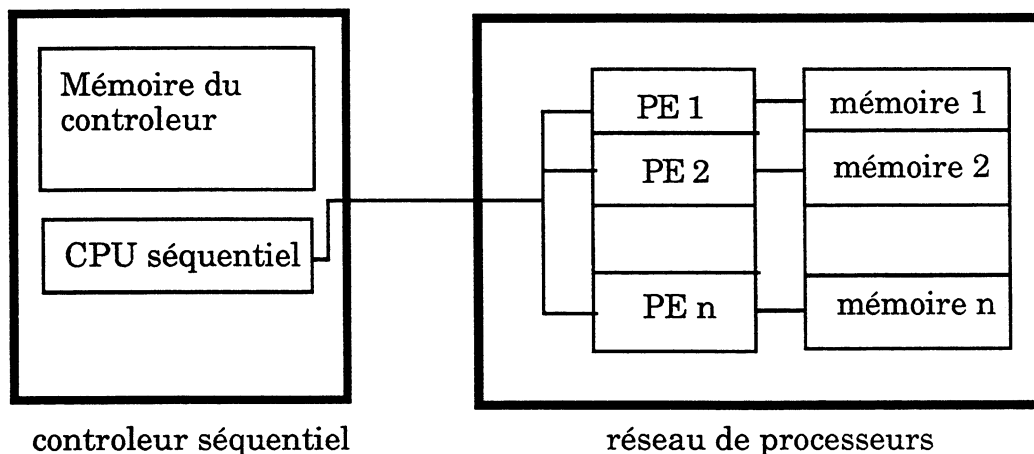 Mémoire du
controleur
CPU séquentiel
PE 1
mémoire 1
PE 2
mémoire 2
PE n
mémoire n
controleur séquentiel
réseau de processeurs